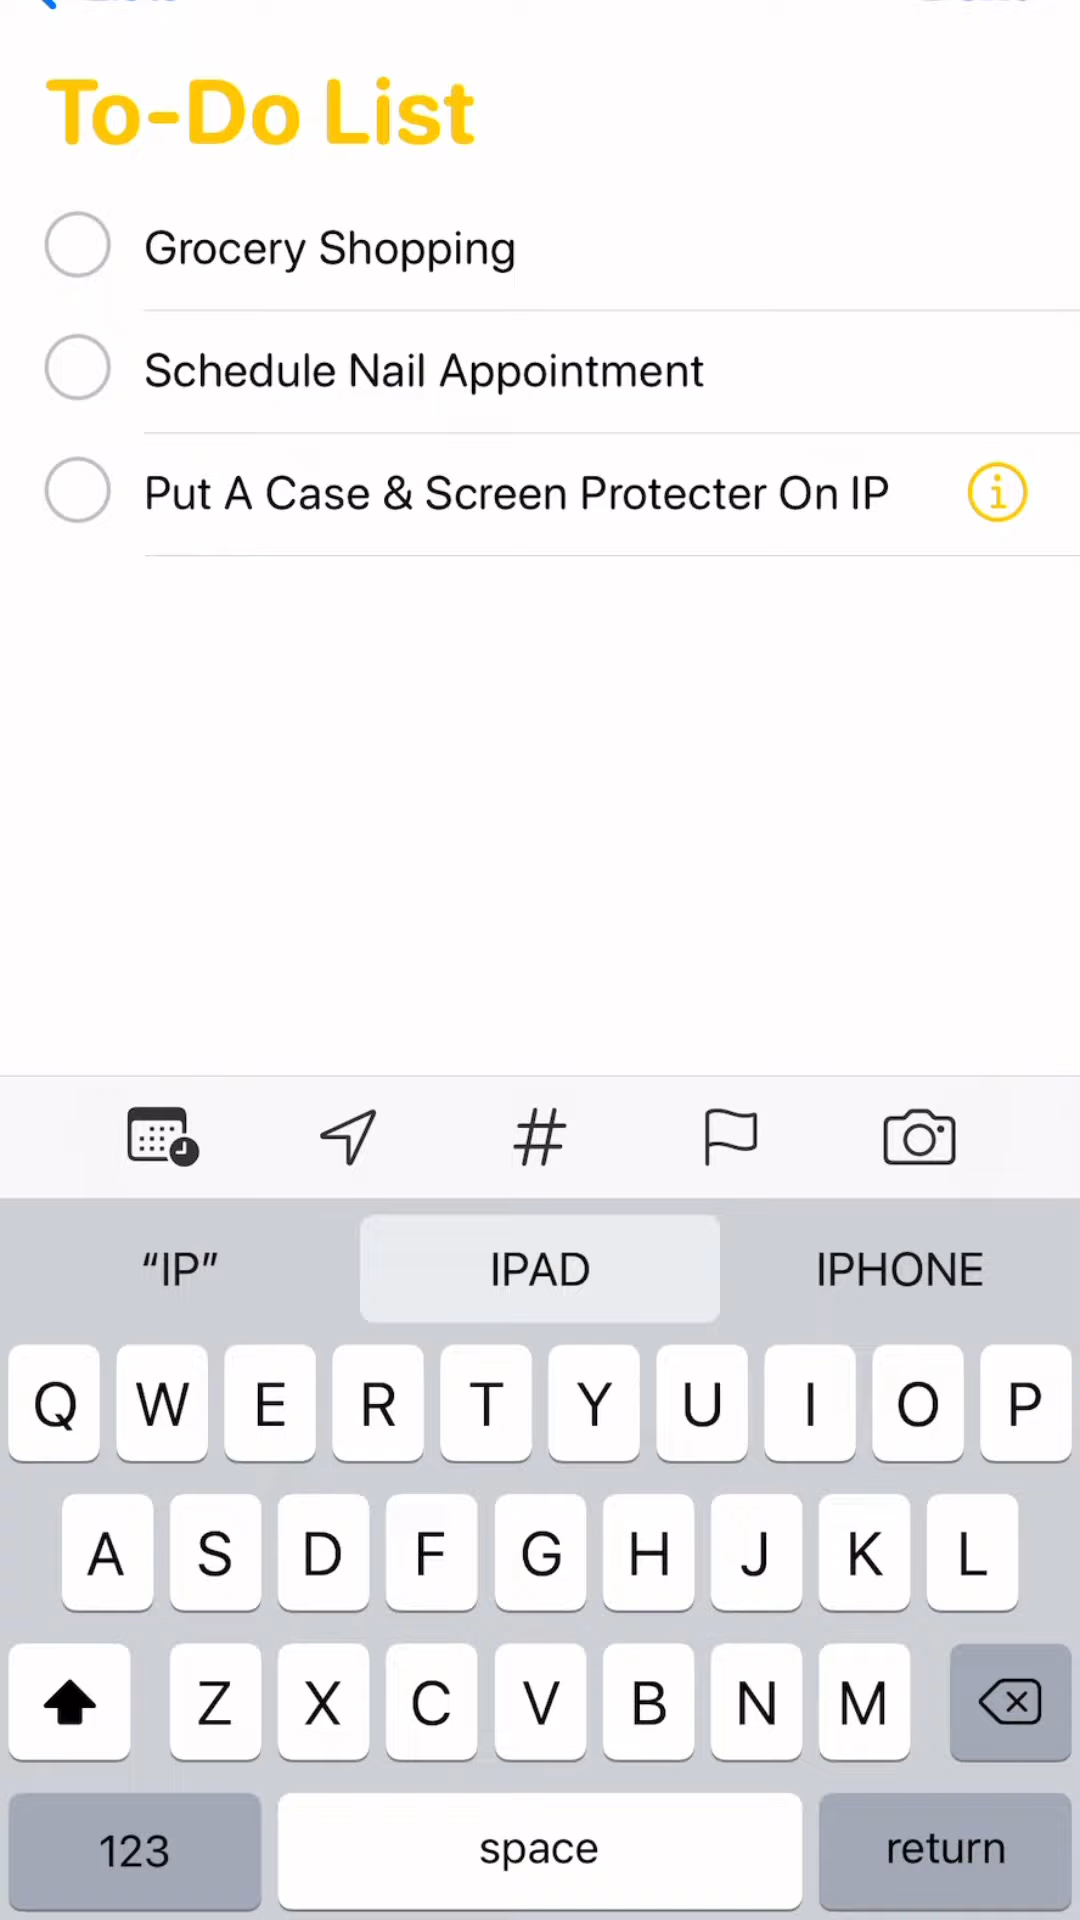 To-Do List
Grocery Shopping
Schedule Nail Appointment
Put A Case & Screen Protecter On IP
“IP” IPAD IPHONE
Q W E R T Y U I O P
A S D F G H J K L
Z X C V B N M
123 space return